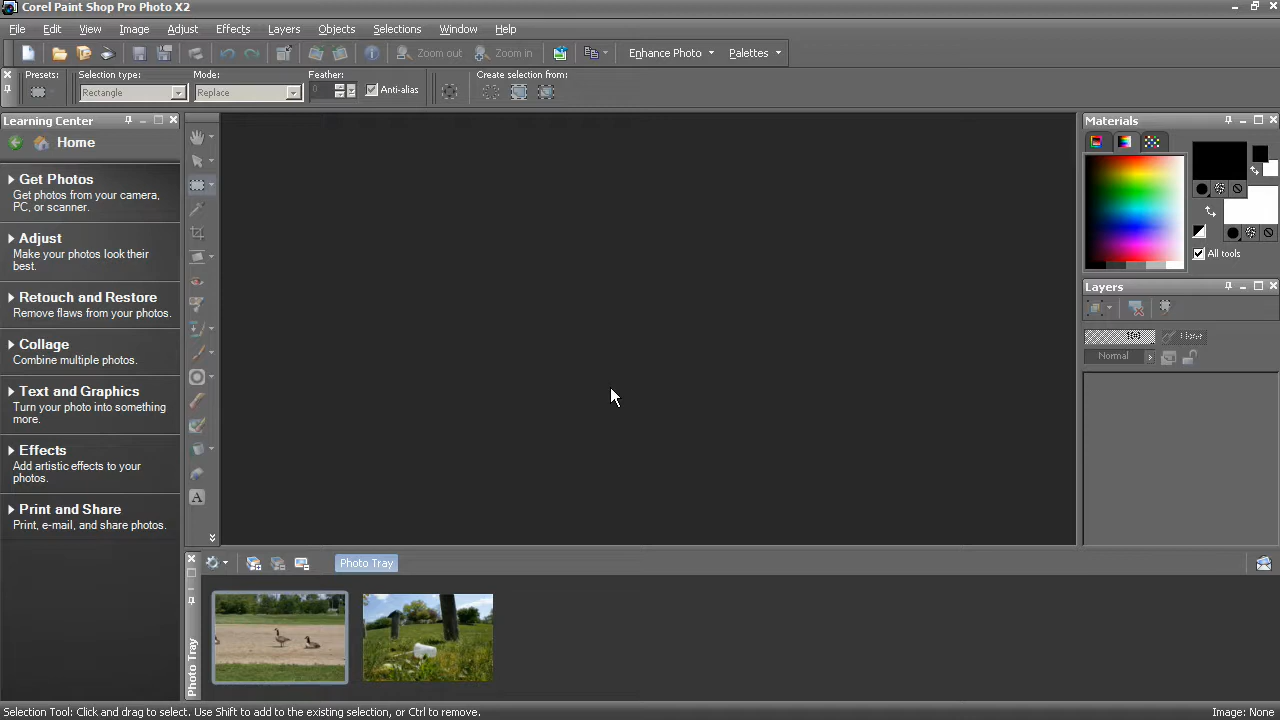 Corel Paint Shop Pro Photo X2
File Edit View Image Adjust Effects Layers Objects Selections Window Help
Zoom out Zoom in Enhance Photo Palettes
Presets: Selection type: Mode: Feather: Create selection from:
Rectangle Replace 0 Anti-alias
Learning Center
Home
Get Photos
Get photos from your camera,
PC, or scanner.
Adjust
Make your photos look their
best.
Retouch and Restore
Remove flaws from your photos.
Collage
Combine multiple photos.
Text and Graphics
Turn your photo into something
more.
Effects
Add artistic effects to your
photos.
Print and Share
Print, e-mail, and share photos.
A
Materials
All tools
Layers
None
Normal
Photo Tray
Photo Tray
Selection Tool: Click and drag to select. Use Shift to add to the existing selection, or Ctrl to remove.
Image: None